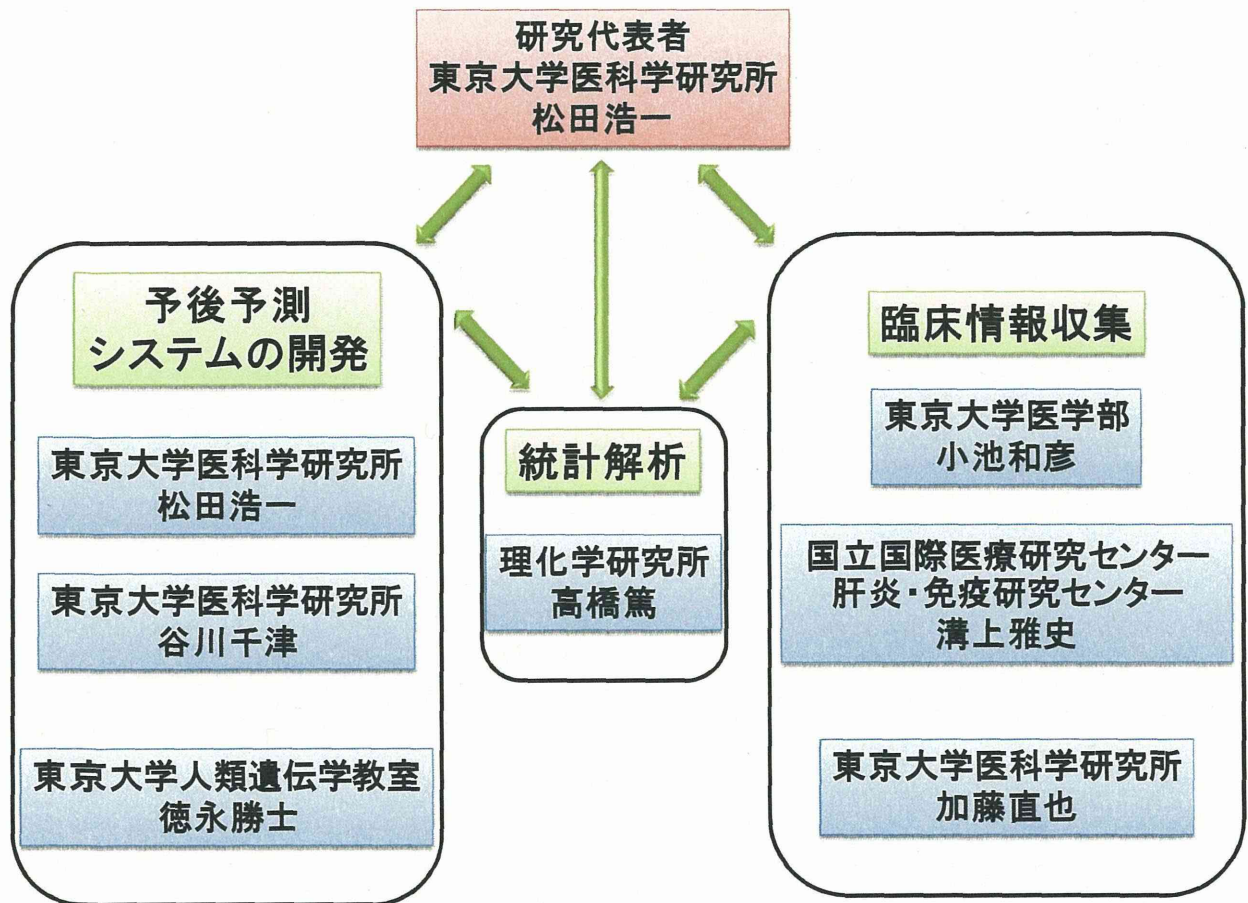 研究代表者
東京大学医科学研究所
松田浩一
予後予測
システムの開発
東京大学医科学研究所
松田浩一
東京大学医科学研究所
谷川千津
東京大学人類遺伝学教室
徳永勝士
統計解析
理化学研究所
高橋篤
臨床情報収集
東京大学医学部
小池和彦
国立国際医療研究センター
肝炎・免疫研究センター
溝上雅史
東京大学医科学研究所
加藤直也